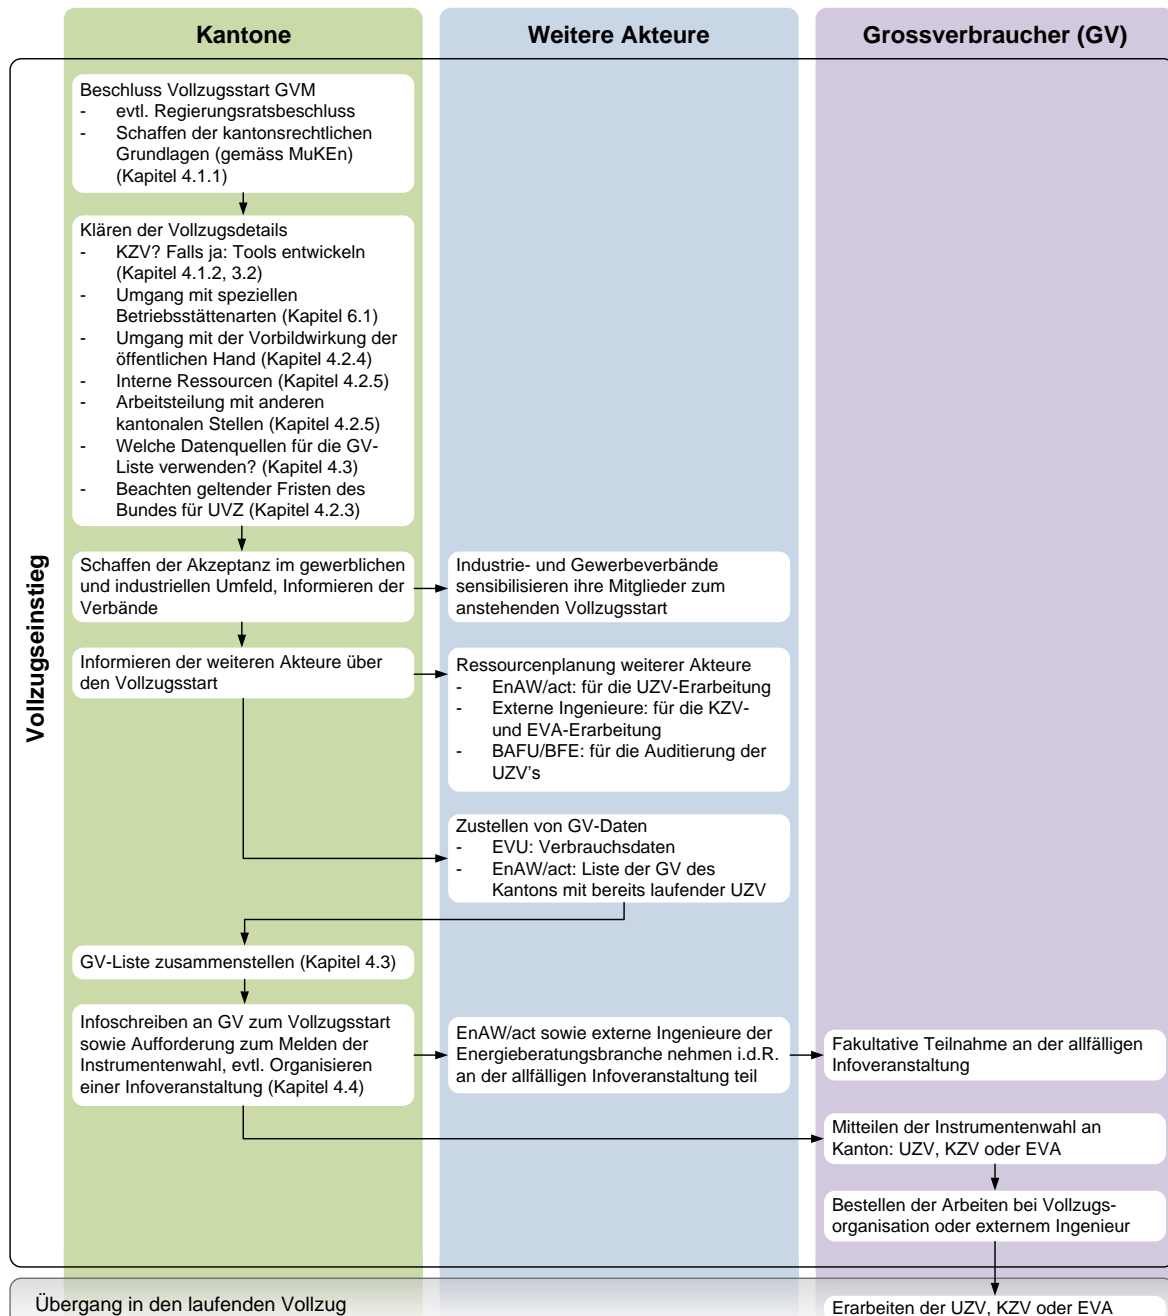 Kantone
Weitere Akteure
Grossverbraucher (GV)
Vollzugseinstieg
Beschluss Vollzugsstart GVM
- evtl. Regierungsratsbeschluss
- Schaffen der kantonsrechtlichen
Grundlagen (gemäss MuKEn)
(Kapitel 4.1.1)
Klären der Vollzugsdetails
- KZV? Falls ja: Tools entwickeln
(Kapitel 4.1.2, 3.2)
- Umgang mit speziellen
Betriebsstättenarten (Kapitel 6.1)
- Umgang mit der Vorbildwirkung der
öffentlichen Hand (Kapitel 4.2.4)
- Interne Ressourcen (Kapitel 4.2.5)
- Arbeitsteilung mit anderen
kantonalen Stellen (Kapitel 4.2.5)
- Welche Datenquellen für die GV-
Liste verwenden? (Kapitel 4.3)
- Beachten geltender Fristen des
Bundes für UVZ (Kapitel 4.2.3)
Schaffen der Akzeptanz im gewerblichen
und industriellen Umfeld, Informieren der
Verbände
Industrie- und Gewerbeverbände
sensibilisieren ihre Mitglieder zum
anstehenden Vollzugsstart
Informieren der weiteren Akteure über
den Vollzugsstart
Ressourcenplanung weiterer Akteure
- EnAW/act: für die UZV-Erarbeitung
- Externe Ingenieure: für die KZV-
und EVA-Erarbeitung
- BAFU/BFE: für die Auditierung der
UZV's
Zustellen von GV-Daten
- EVU: Verbrauchsdaten
- EnAW/act: Liste der GV des
Kantons mit bereits laufender UZV
GV-Liste zusammenstellen (Kapitel 4.3)
Infoschreiben an GV zum Vollzugsstart
sowie Aufforderung zum Melden der
Instrumentenwahl, evtl. Organisieren
einer Infoveranstaltung (Kapitel 4.4)
EnAW/act sowie externe Ingenieure der
Energieberatungsbranche nehmen i.d.R.
an der allfälligen Infoveranstaltung teil
Fakultative Teilnahme an der allfälligen
Infoveranstaltung
Mitteilen der Instrumentenwahl an
Kanton: UZV, KZV oder EVA
Bestellen der Arbeiten bei Vollzugs-
organisation oder externem Ingenieur
Übergang in den laufenden Vollzug
Erarbeiten der UZV, KZV oder EVA